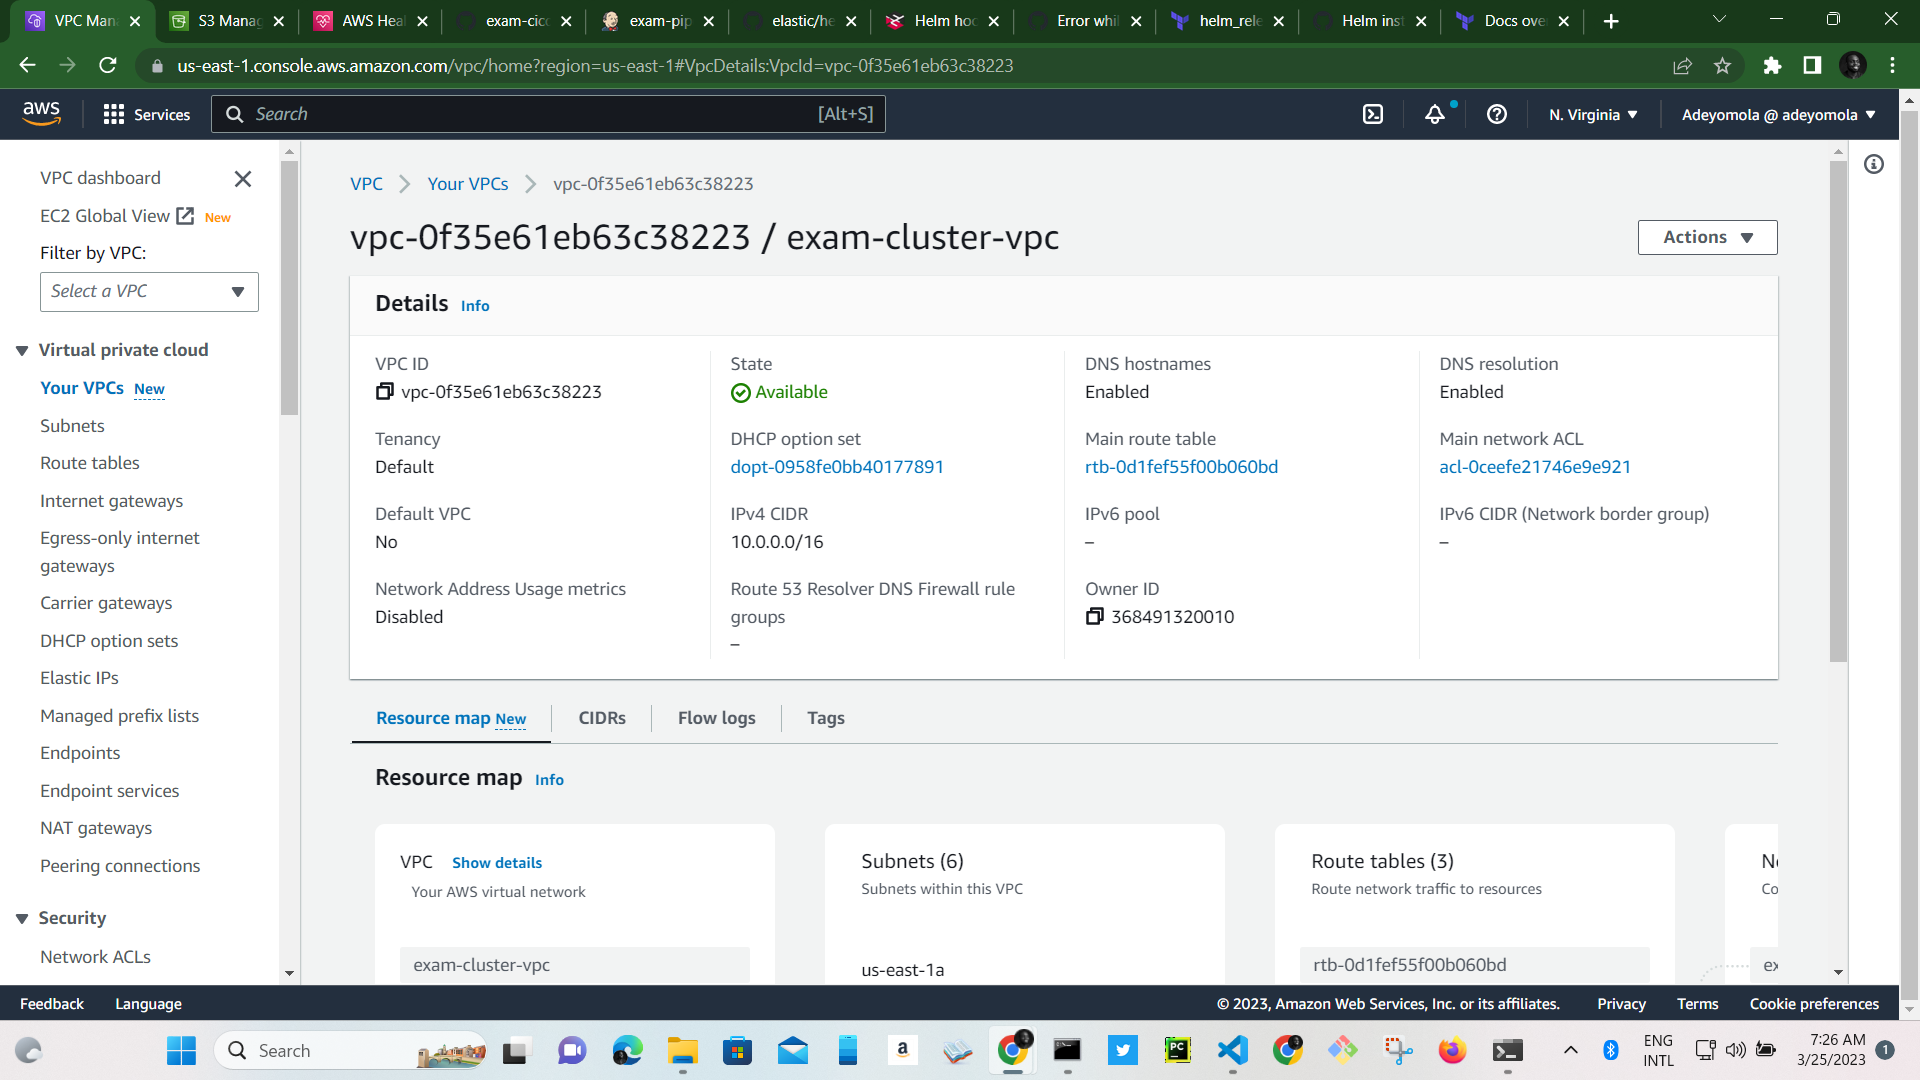 VPC Mana
S3 Manag
AWS Heal
exam-cicd
exam-pip
elastic/he
Helm hoo
Error whil
helm_rele
Helm inst
Docs over
us-east-1.console.aws.amazon.com/vpc/home?region=us-east-1#VpcDetails:VpcId=vpc-0f35e61eb63c38223
aws
Services
Search
[Alt+S]
N. Virginia
Adeyomola @ adeyomola
VPC dashboard
EC2 Global View New
Filter by VPC:
Select a VPC
Virtual private cloud
Your VPCs New
Subnets
Route tables
Internet gateways
Egress-only internet
gateways
Carrier gateways
DHCP option sets
Elastic IPs
Managed prefix lists
Endpoints
Endpoint services
NAT gateways
Peering connections
Security
Network ACLs
VPC
Your VPCs
vpc-0f35e61eb63c38223
vpc-0f35e61eb63c38223 / exam-cluster-vpc
Actions
Details Info
VPC ID
vpc-0f35e61eb63c38223
State
Available
DNS hostnames
Enabled
DNS resolution
Enabled
Tenancy
Default
DHCP option set
dopt-0958fe0bb40177891
Main route table
rtb-0d1fef55f00b060bd
Main network ACL
acl-0ceefe21746e9e921
Default VPC
No
IPv4 CIDR
10.0.0.0/16
IPv6 pool
–
IPv6 CIDR (Network border group)
–
Network Address Usage metrics
Disabled
Route 53 Resolver DNS Firewall rule
groups
–
Owner ID
368491320010
Resource map New
CIDRs
Flow logs
Tags
Resource map Info
VPC Show details
Your AWS virtual network
exam-cluster-vpc
Subnets (6)
Subnets within this VPC
us-east-1a
Route tables (3)
Route network traffic to resources
rtb-0d1fef55f00b060bd
Co
ex
Feedback
Language
© 2023, Amazon Web Services, Inc. or its affiliates.
Privacy
Terms
Cookie preferences
Search
ENG
INTL
7:26 AM
3/25/2023
1